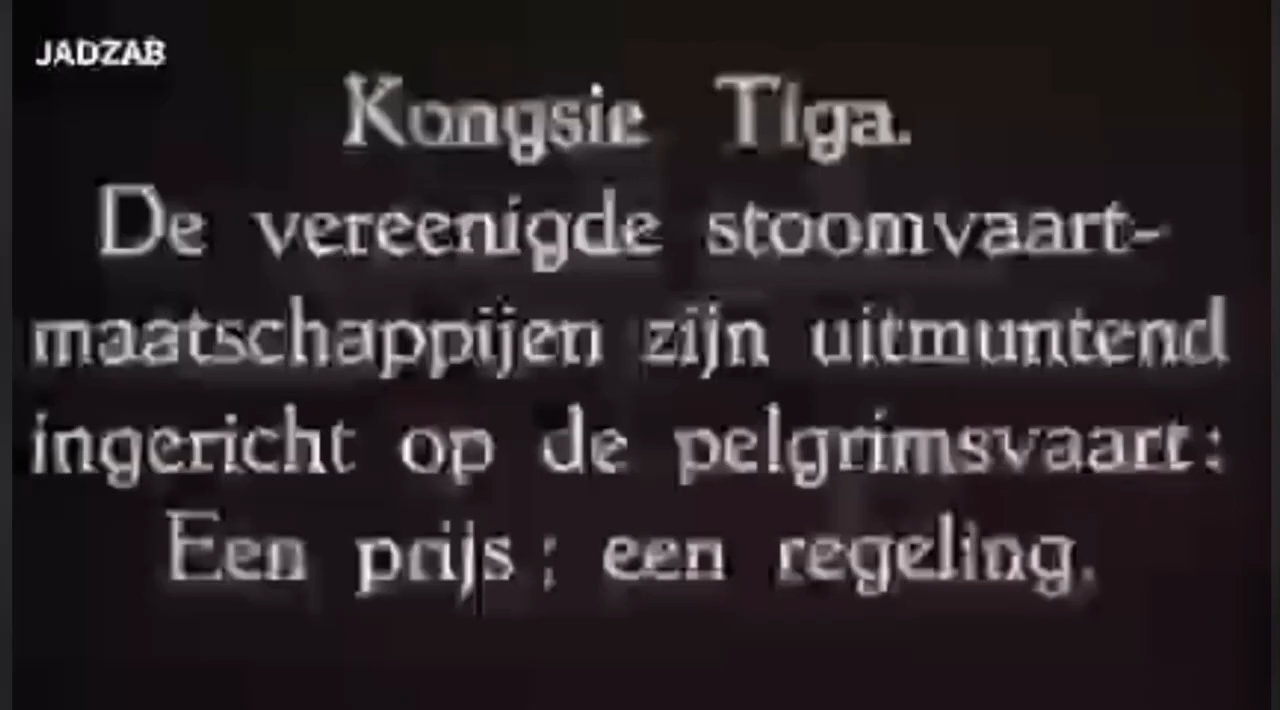 JADZAB
Kongsie Tiga.
De vereenigde stoomvaart-
maatschappijen zijn uitmuntend
ingericht op de pelgrimsvaart:
Een prijs; een regeling.